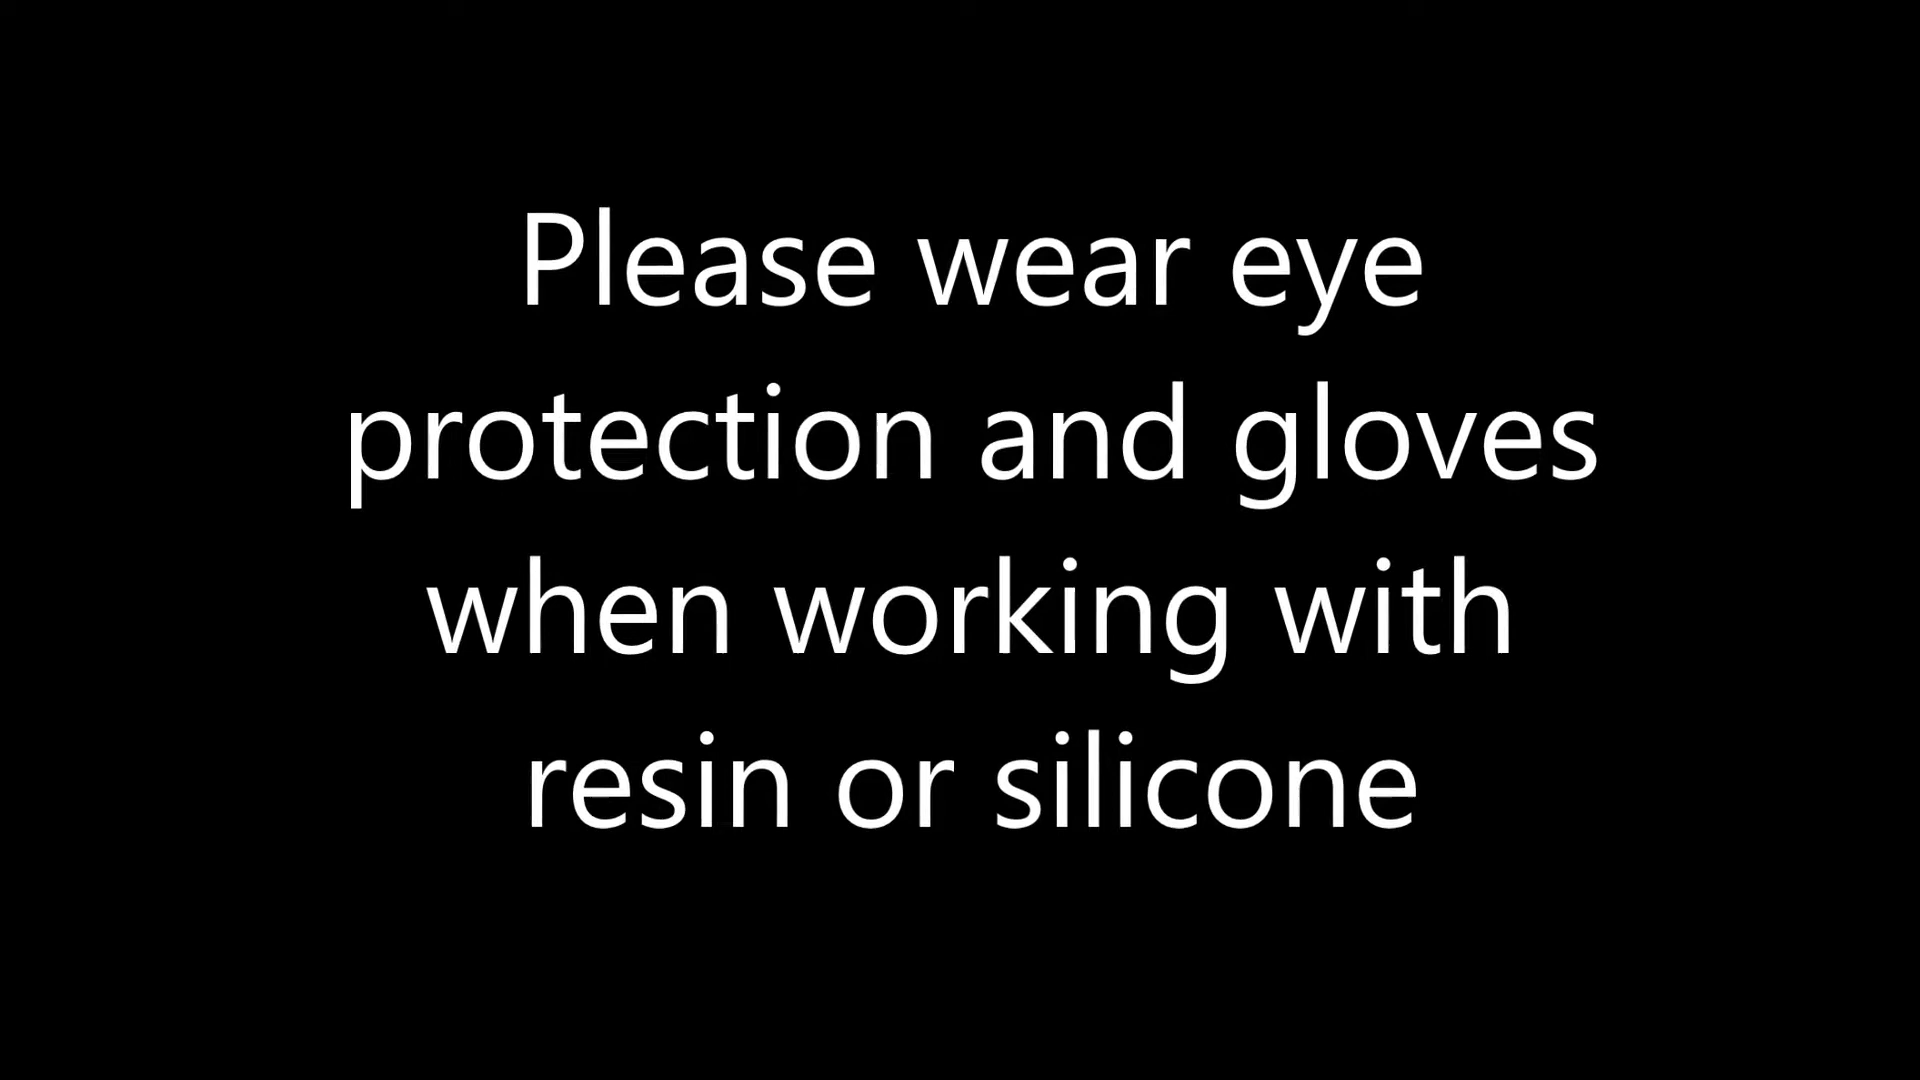 Please wear eye
protection and gloves
when working with
resin or silicone